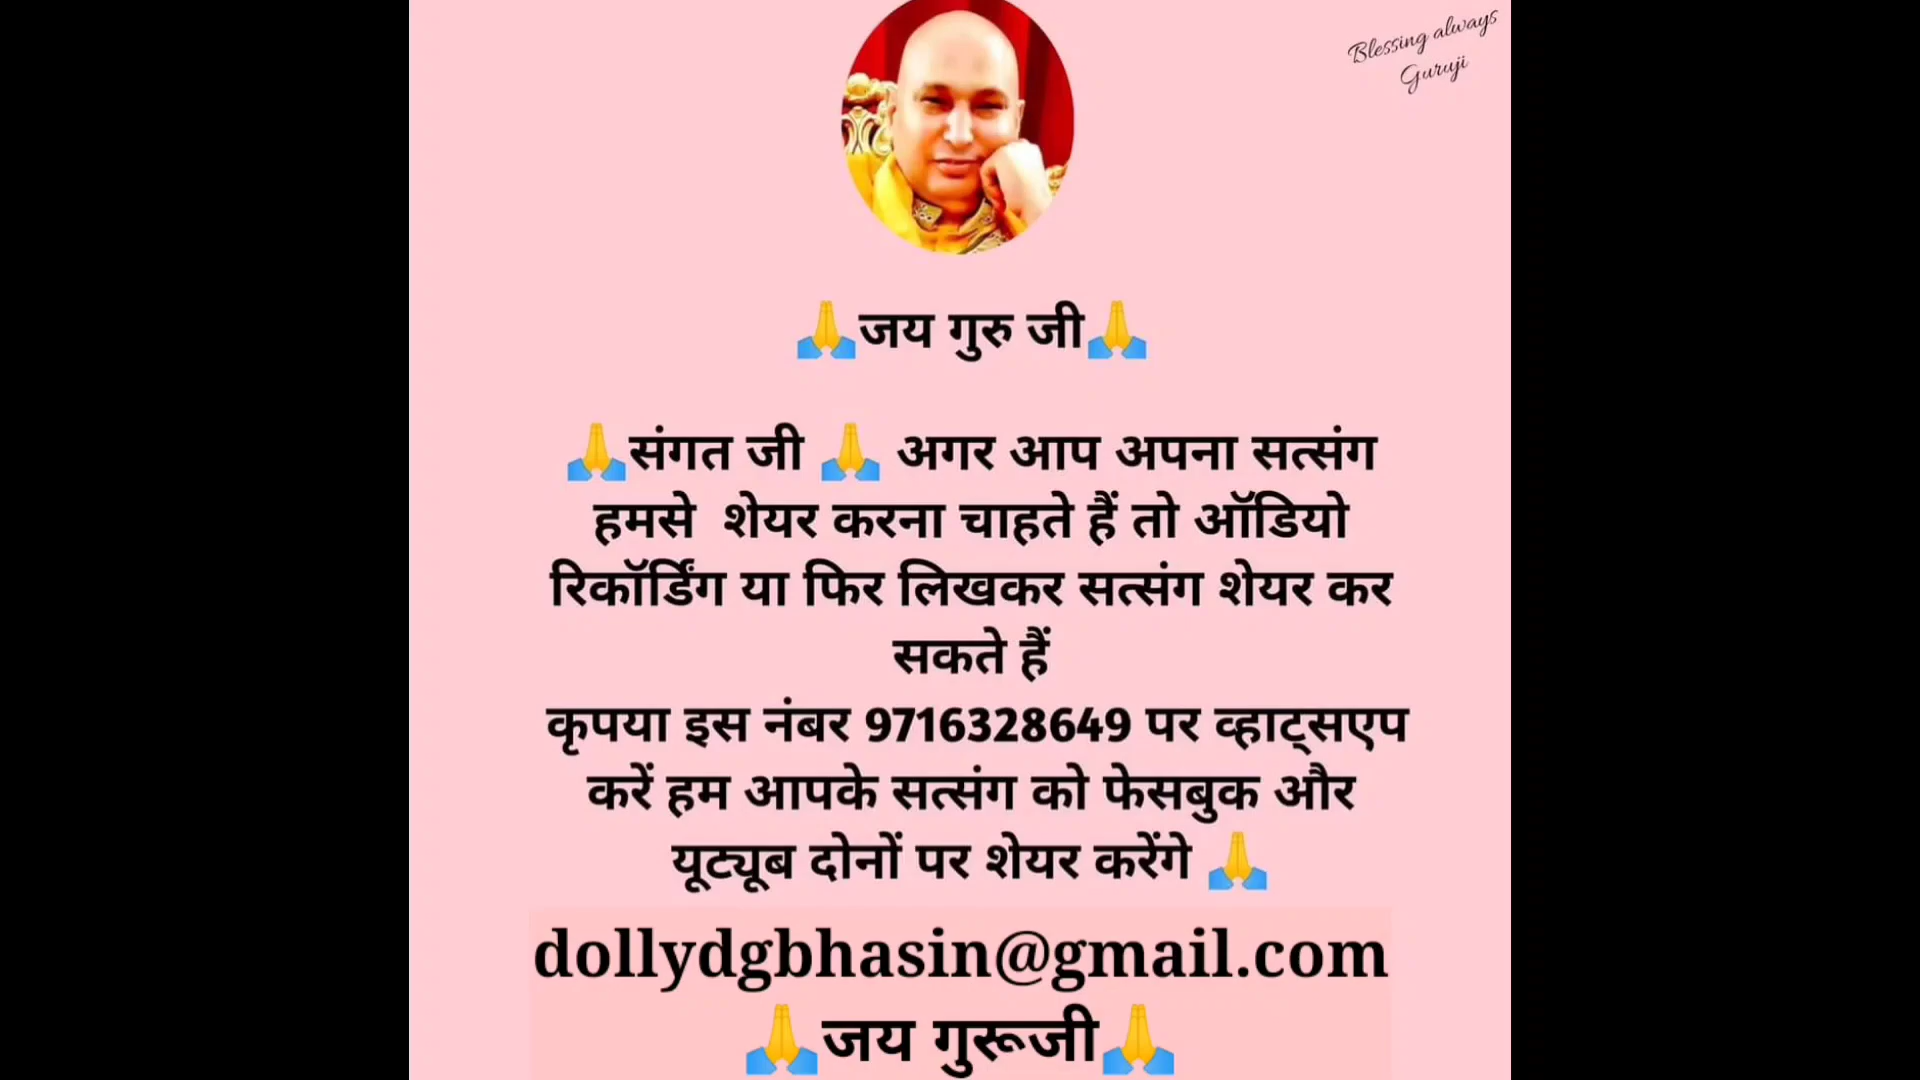 Blessing always
Guruji
🙏जय गुरु जी🙏
🙏संगत जी 🙏 अगर आप अपना सत्संग
हमसे  शेयर करना चाहते हैं तो ऑडियो
रिकॉर्डिंग या फिर लिखकर सत्संग शेयर कर
सकते हैं
कृपया इस नंबर 9716328649 पर व्हाट्सएप
करें हम आपके सत्संग को फेसबुक और
यूट्यूब दोनों पर शेयर करेंगे 🙏
dollydgbhasin@gmail.com
🙏जय गुरूजी🙏